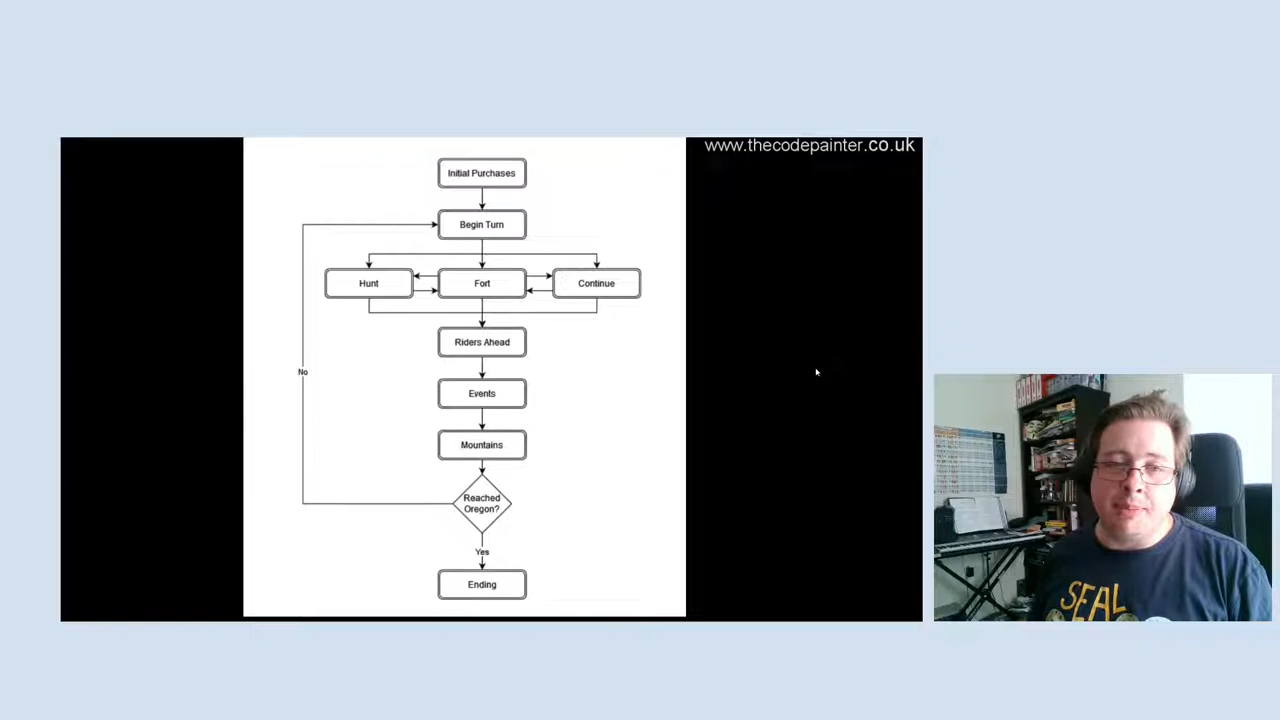 www.thecodepainter.co.uk
Initial Purchases
Begin Turn
Hunt
Fort
Continue
Riders Ahead
Events
No
Mountains
Reached
Oregon?
Yes
Ending
SEAL